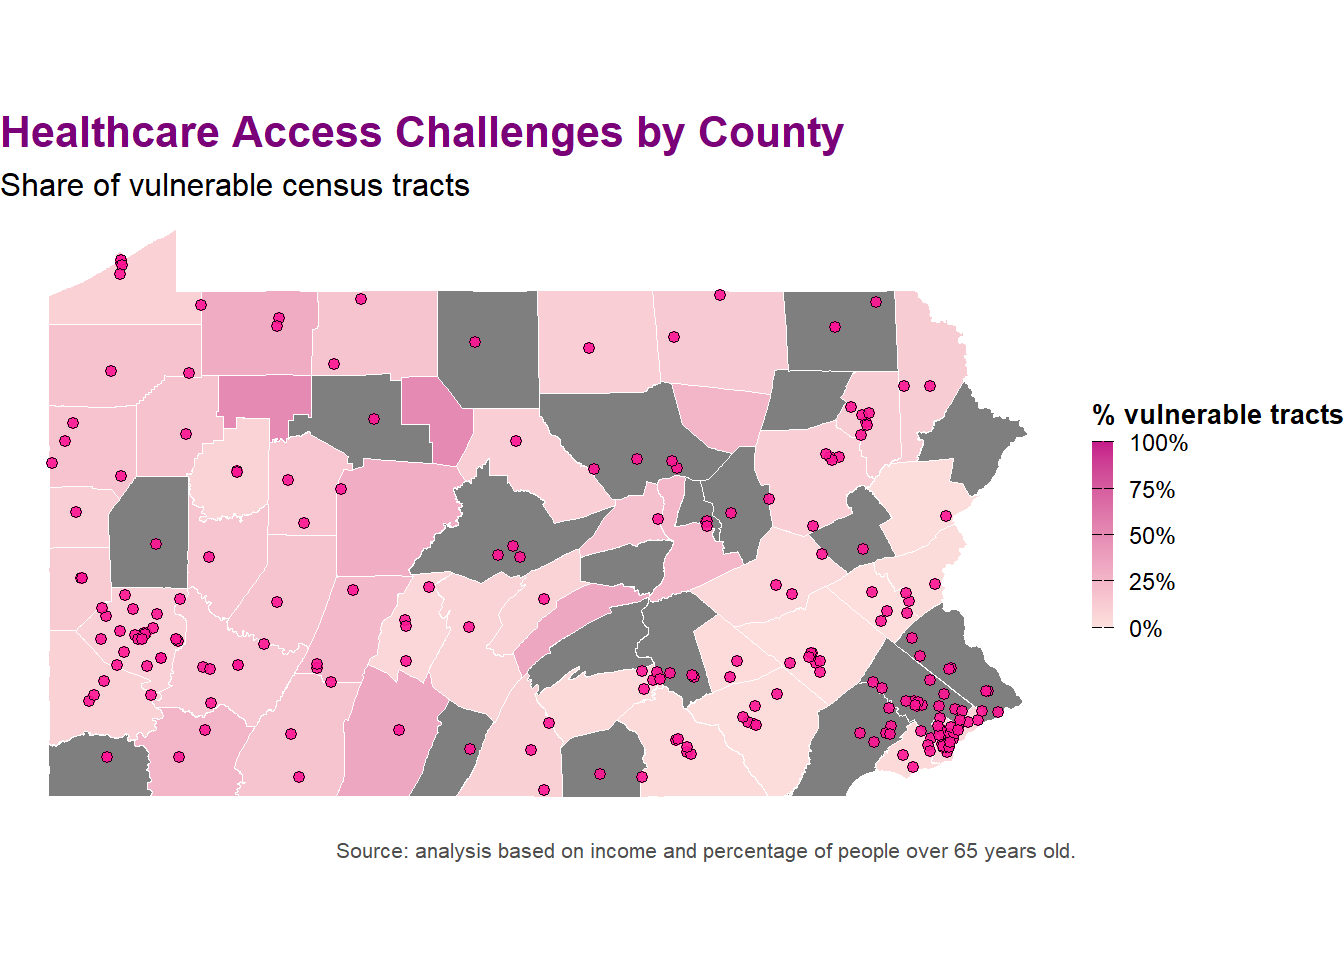 Healthcare Access Challenges by County
Share of vulnerable census tracts
% vulnerable tracts
100%
75%
50%
25%
0%
Source: analysis based on income and percentage of people over 65 years old.